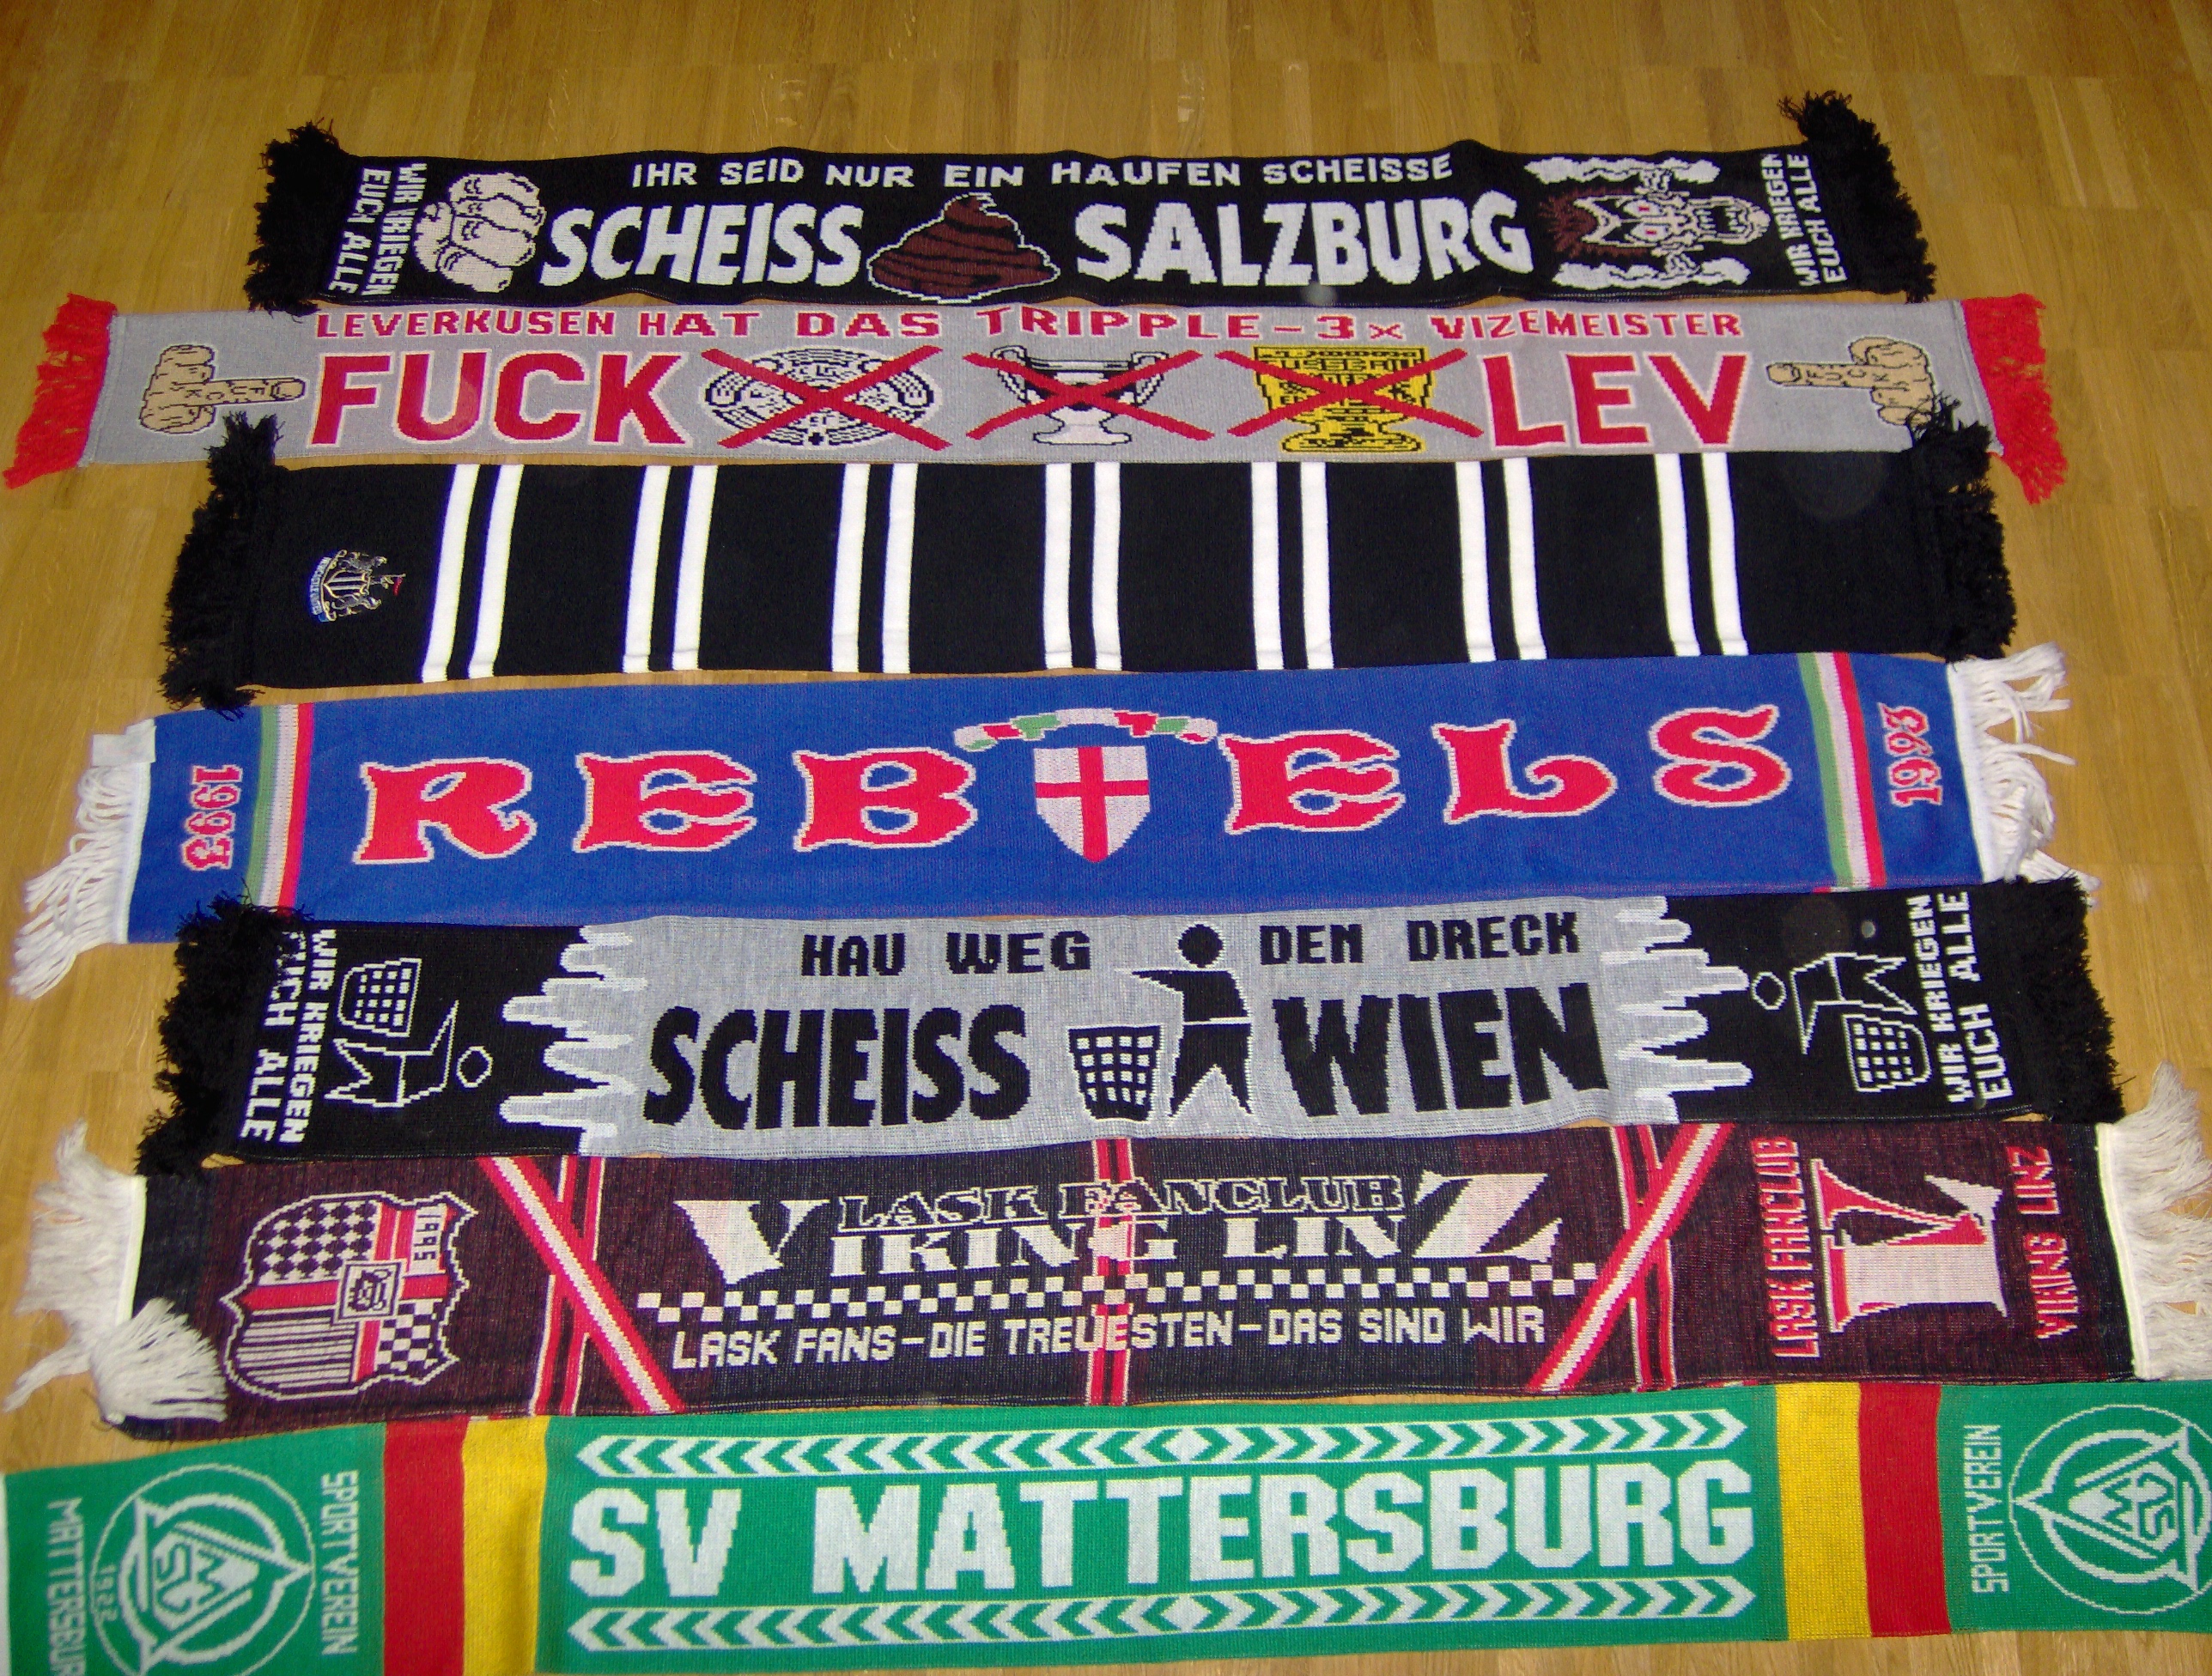 IHR SEID NUR EIN HAUFEN SCHEISSE
WIR KRIEGEN
EUCH ALLE
SCHEISS SALZBURG
WIR KRIEGEN
EUCH ALLE
LEVERKUSEN HAT DAS TRIPPLE-3x VIZEMEISTER
FUCK LEV
1993
REBELS
1993
WIR KRIEGEN
EUCH ALLE
HAU WEG DEN DRECK
SCHEISS WIEN
WIR KRIEGEN
EUCH ALLE
1995
LASK FANCLUB
VIKING LINZ
LASK FANS-DIE TREUESTEN-DAS SIND WIR
LASK FANCLUB
VL
VIKING LINZ
SPORTVEREIN
MATTERSBURG
1922
SV MATTERSBURG
SPORTVEREIN